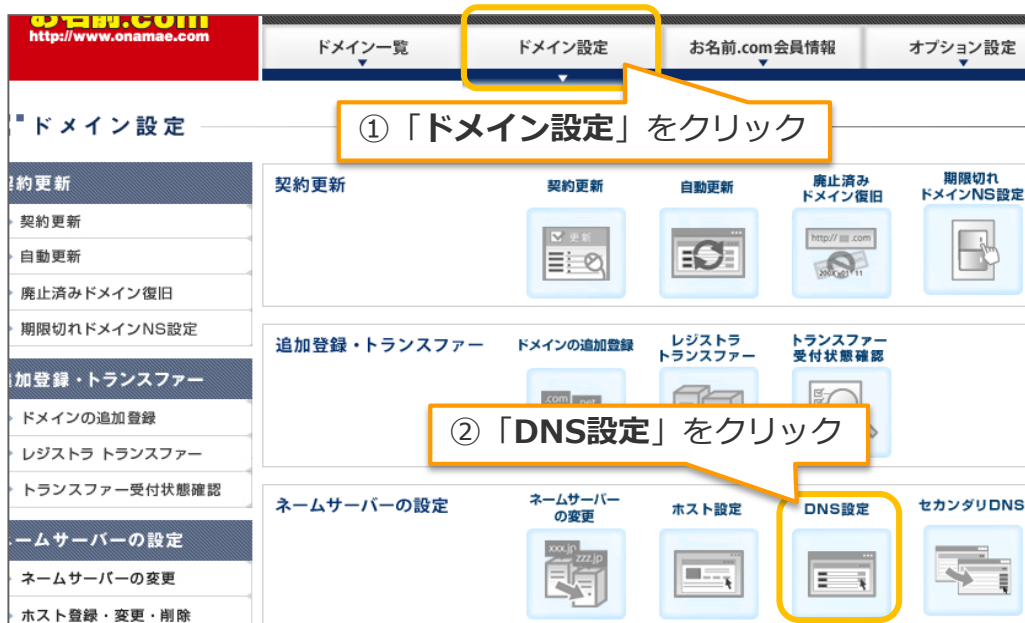 お名前.com
http://www.onamae.com
ドメイン一覧
ドメイン設定
お名前.com会員情報
オプション設定
①「ドメイン設定」をクリック
ドメイン設定
契約更新
契約更新
自動更新
廃止済みドメイン復旧
期限切れドメインNS設定
加登録・トランスファー
ドメインの追加登録
レジストラ トランスファー
トランスファー受付状態確認
ームサーバーの設定
ネームサーバーの変更
ホスト登録・変更・削除
契約更新
契約更新
自動更新
廃止済み
ドメイン復旧
期限切れ
ドメインNS設定
更新
http:// .com
追加登録・トランスファー
ドメインの追加登録
レジストラ
トランスファー
トランスファー
受付状態確認
.com
.net
②「DNS設定」をクリック
ネームサーバーの設定
ネームサーバー
の変更
ホスト設定
DNS設定
セカンダリDNS
xxx.jp
zzz.jp